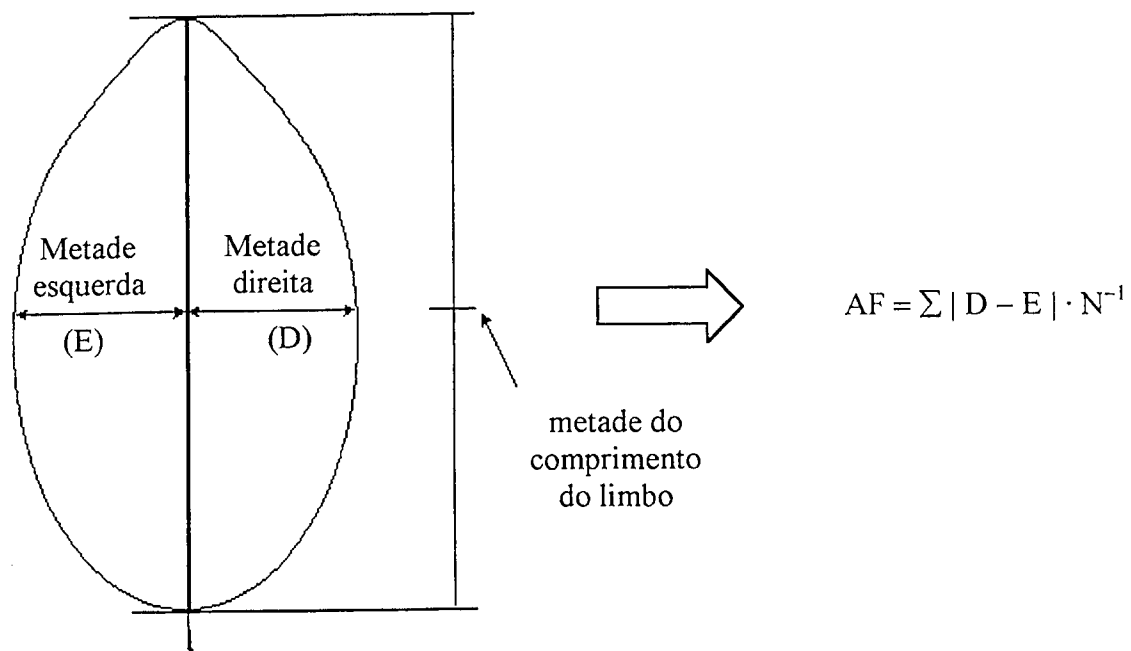 Metade
esquerda
(E)
Metade
direita
(D)
metade do
comprimento
do limbo
AF = ∑ | D – E | · N⁻¹